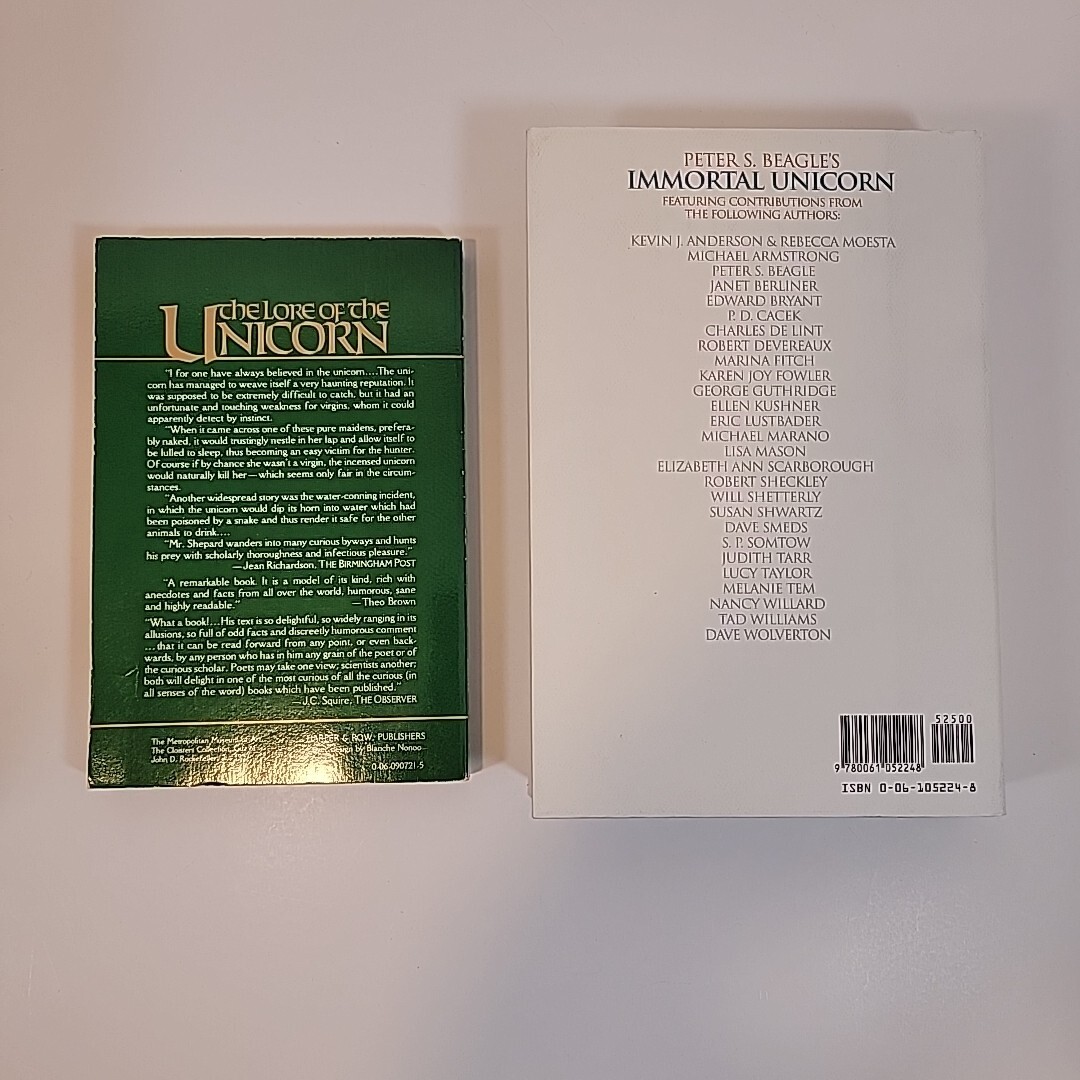 the LORE OF the
UNICORN
"I for one have always believed in the unicorn....The uni-
corn has managed to weave itself a very haunting reputation. It
was supposed to be extremely difficult to catch, but it had an
unfortunate and touching weakness for virgins, whom it could
apparently detect by instinct.
"When it came across one of these pure maidens, prefera-
bly naked, it would trustingly nestle in her lap and allow itself to
be lulled to sleep, thus becoming an easy victim for the hunter.
Of course if by chance she wasn't a virgin, the incensed unicorn
would naturally kill her—which seems only fair in the circum-
stances.
"Another widespread story was the water-conning incident,
in which the unicorn would dip its horn into water which had
been poisoned by a snake and thus render it safe for the other
animals to drink....
"Mr. Shepard wanders into many curious byways and hunts
his prey with scholarly thoroughness and infectious pleasure."
—Jean Richardson, THE BIRMINGHAM POST
"A remarkable book. It is a model of its kind, rich with
anecdotes and facts from all over the world, humorous, sane
and highly readable." —Theo Brown
"What a book!...His text is so delightful, so widely ranging in its
allusions, so full of odd facts and discreetly humorous comment
...that it can be read forward from any point, or even back-
wards, by any person who has in him any grain of the poet or of
the curious scholar. Poets may take one view; scientists another;
both will delight in one of the most curious of all the curious (in
all senses of the word) books which have been published."
—J.C. Squire, THE OBSERVER
The Metropolitan Museum
The Cloisters Collection,
John D.
HARPER & ROW, PUBLISHERS
design by Blanche Nonoo
0-06-090721-5
PETER S. BEAGLE'S
IMMORTAL UNICORN
FEATURING CONTRIBUTIONS FROM
THE FOLLOWING AUTHORS:
KEVIN J. ANDERSON & REBECCA MOESTA
MICHAEL ARMSTRONG
PETER S. BEAGLE
JANET BERLINER
EDWARD BRYANT
P. D. CACEK
CHARLES DE LINT
ROBERT DEVEREAUX
MARINA FITCH
KAREN JOY FOWLER
GEORGE GUTHRIDGE
ELLEN KUSHNER
ERIC LUSTBADER
MICHAEL MARANO
LISA MASON
ELIZABETH ANN SCARBOROUGH
ROBERT SHECKLEY
WILL SHETTERLY
SUSAN SHWARTZ
DAVE SMEDS
S. P. SOMTOW
JUDITH TARR
LUCY TAYLOR
MELANIE TEM
NANCY WILLARD
TAD WILLIAMS
DAVE WOLVERTON
52500
9 780061 052248
ISBN 0-06-105224-8